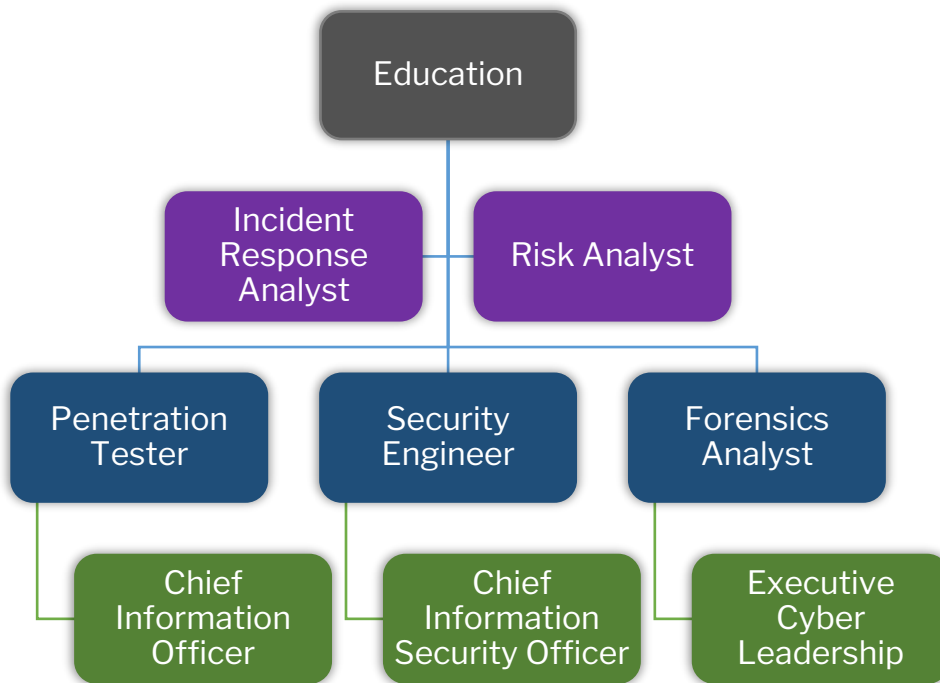 Education
Incident
Response
Analyst
Risk Analyst
Penetration
Tester
Security
Engineer
Forensics
Analyst
Chief
Information
Officer
Chief
Information
Security Officer
Executive
Cyber
Leadership